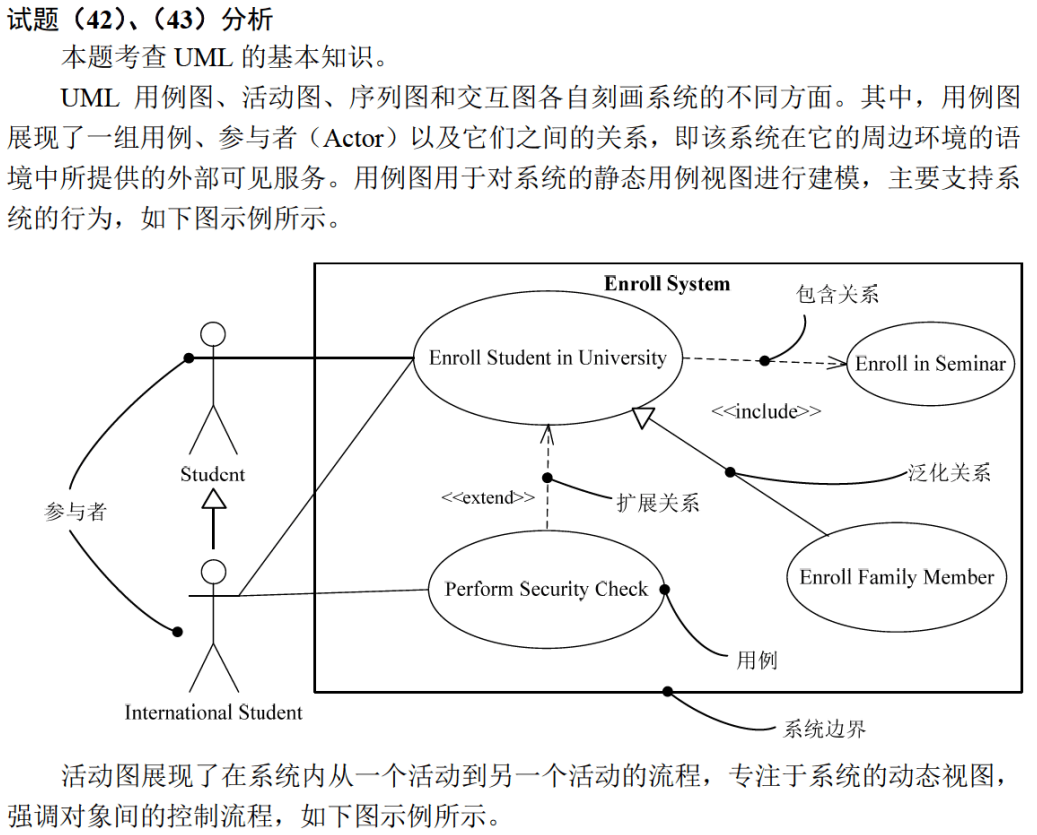 试题（42）、（43）分析
本题考查 UML 的基本知识。
UML 用例图、活动图、序列图和交互图各自刻画系统的不同方面。其中，用例图
展现了一组用例、参与者（Actor）以及它们之间的关系，即该系统在它的周边环境的语
境中所提供的外部可见服务。用例图用于对系统的静态用例视图进行建模，主要支持系
统的行为，如下图示例所示。
Enroll System
包含关系
Enroll Student in University
Enroll in Seminar
<<include>>
Student
泛化关系
<<extend>>
扩展关系
参与者
Enroll Family Member
Perform Security Check
用例
International Student
系统边界
活动图展现了在系统内从一个活动到另一个活动的流程，专注于系统的动态视图，
强调对象间的控制流程，如下图示例所示。